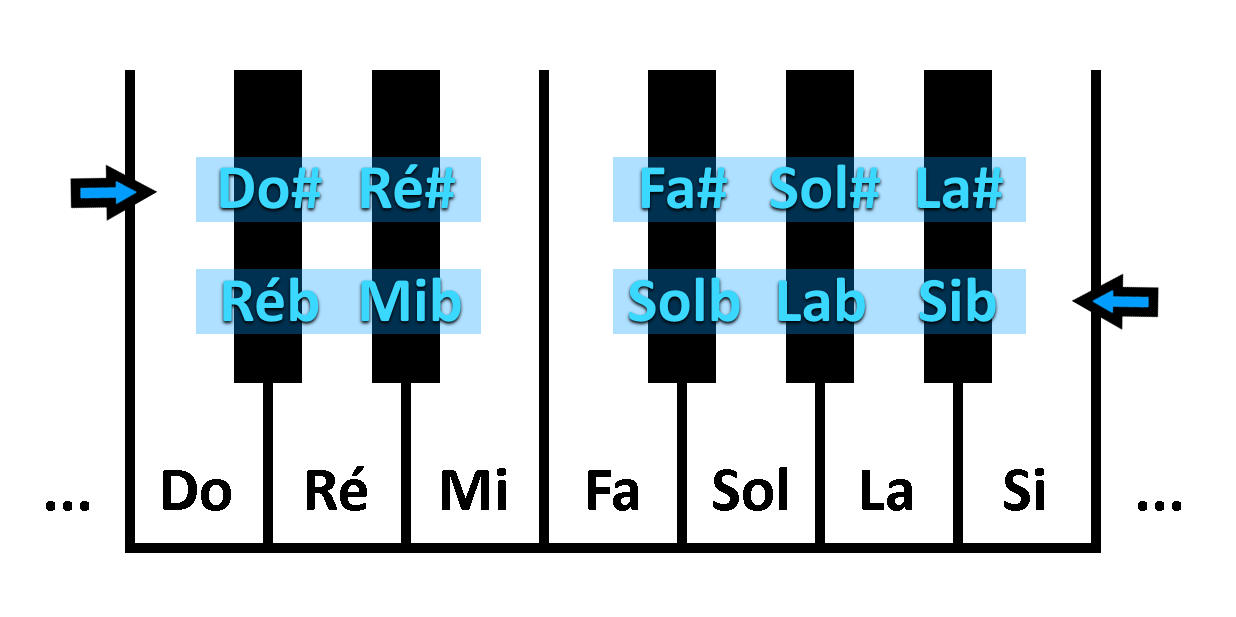 Do# Ré# Fa# Sol# La#
Réb Mib Solb Lab Sib
... Do Ré Mi Fa Sol La Si ...